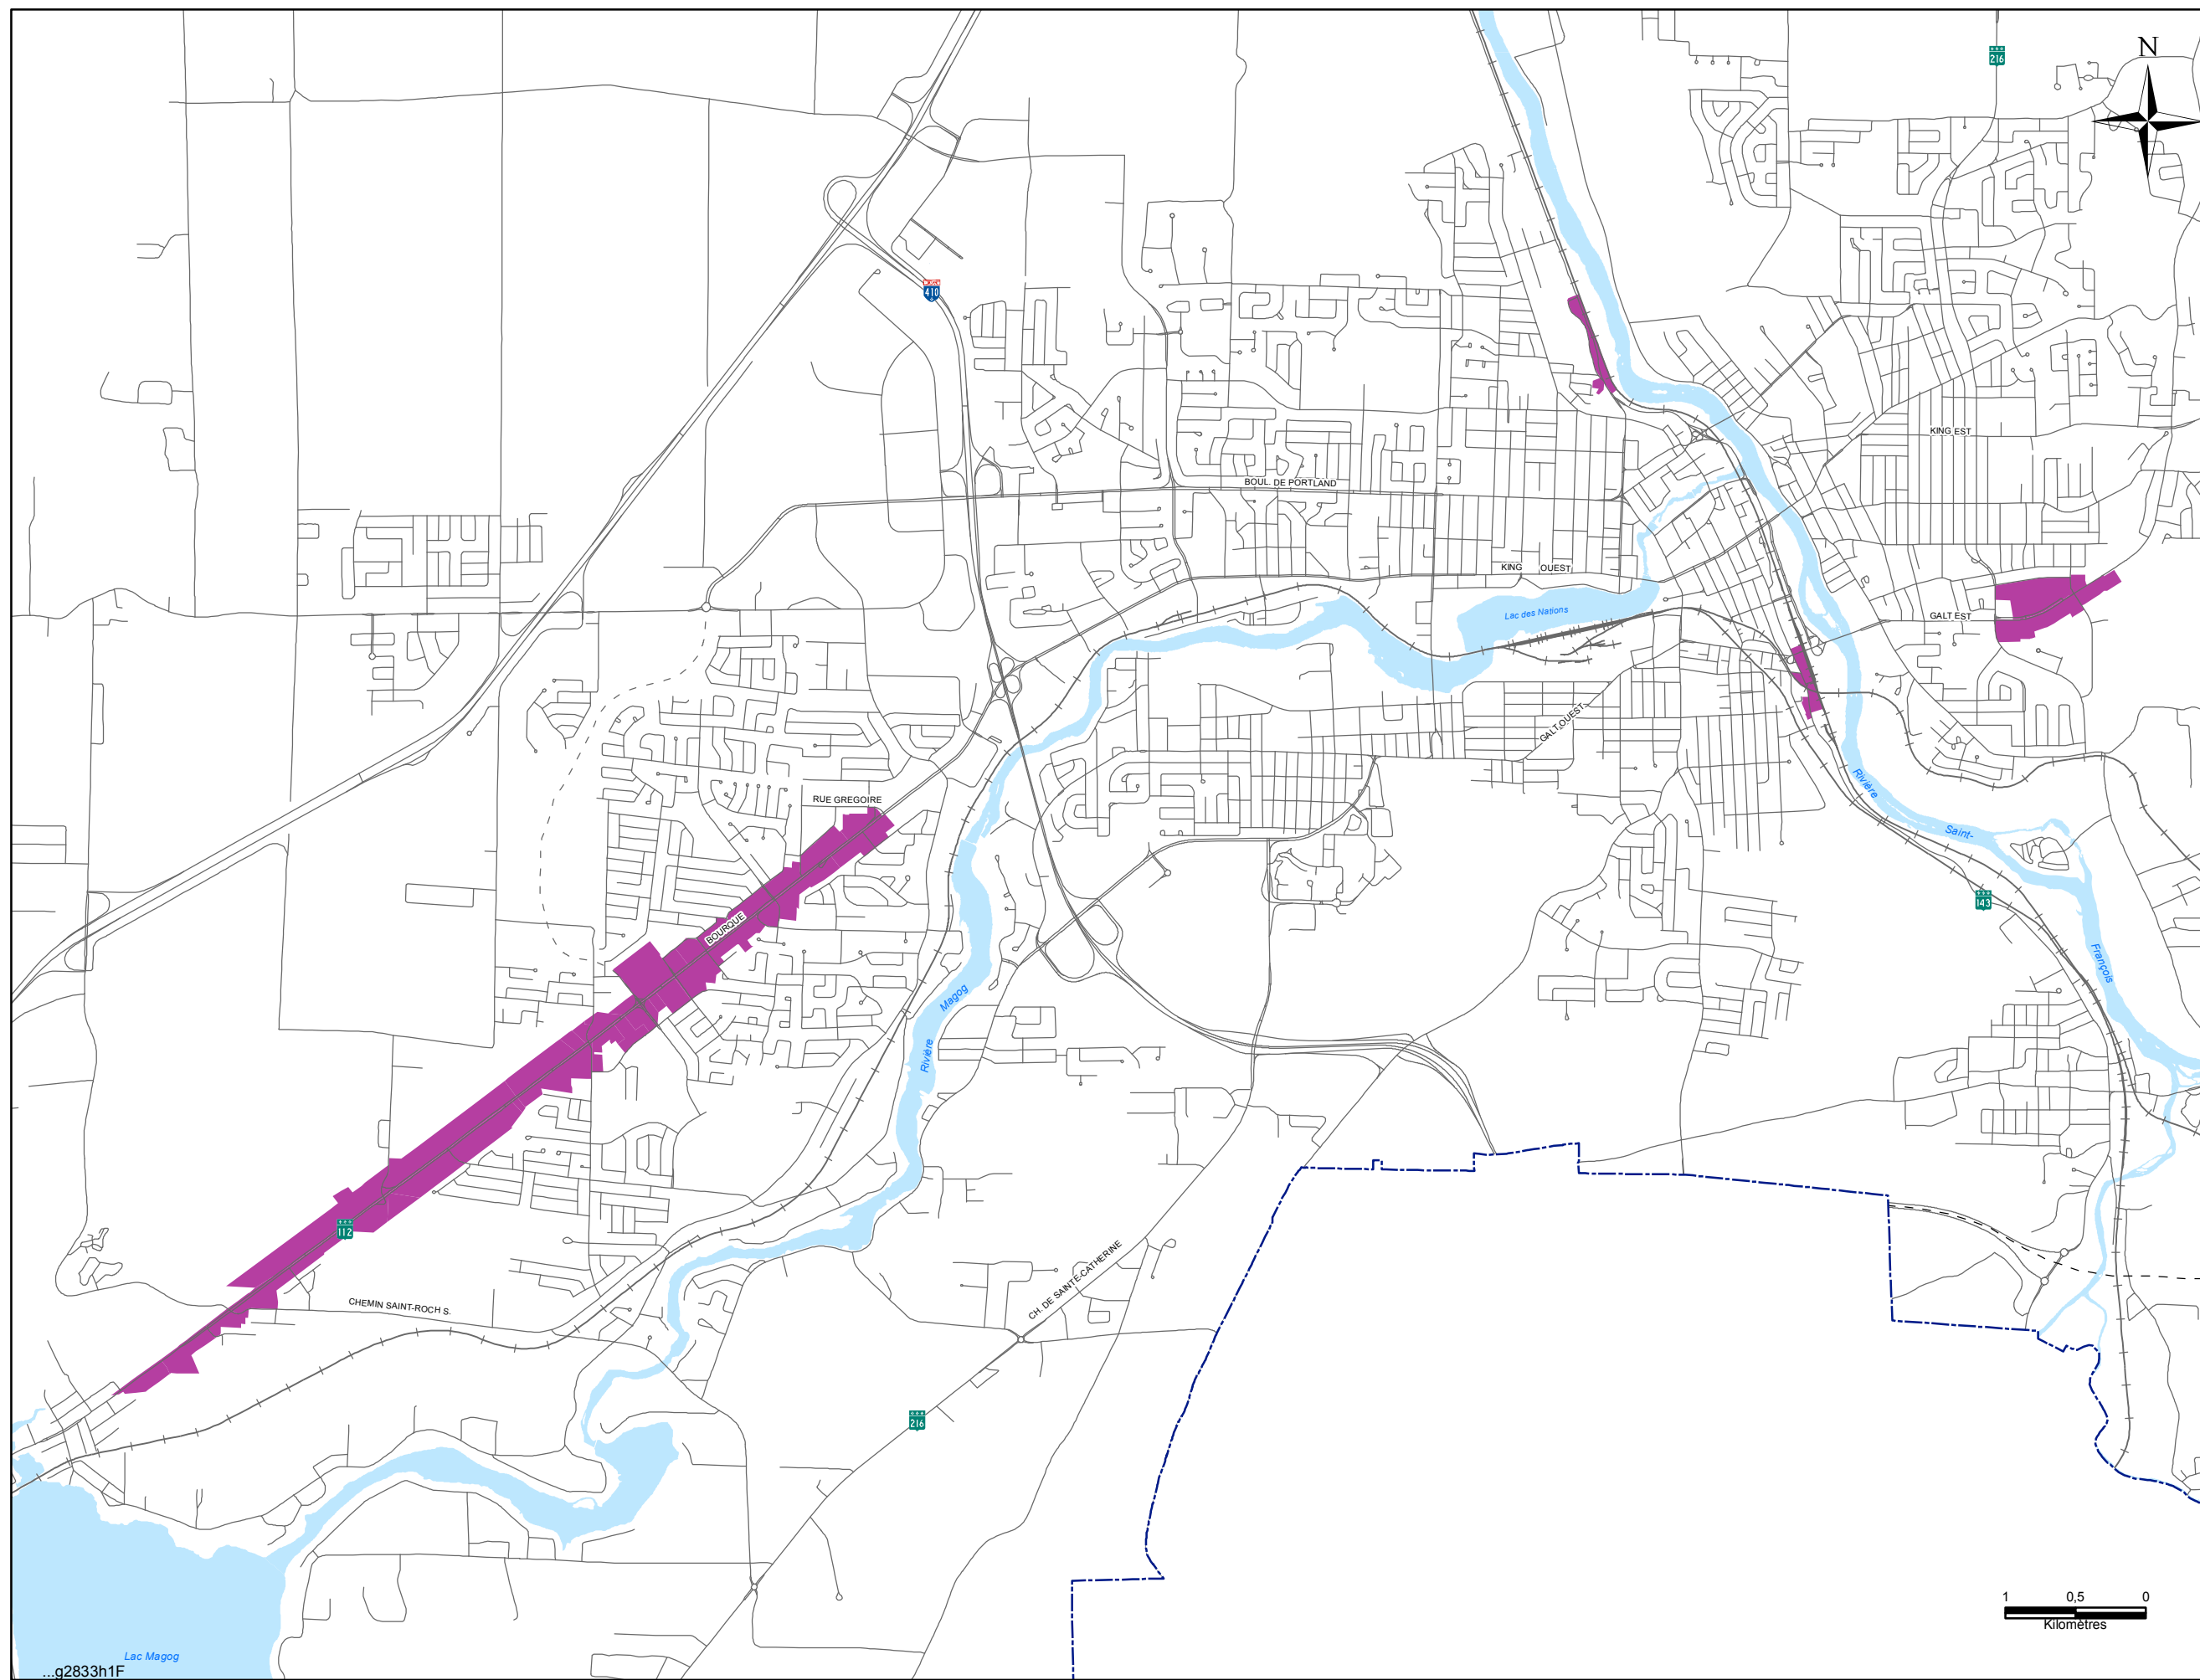 N
216
410
KING EST
BOUL. DE PORTLAND
KING OUEST
Lac des Nations
GALT EST
GALT OUEST
Rivière
Saint-
François
RUE GREGOIRE
143
BOURQUE
Rivière
Magog
112
CH. DE SAINTE-CATHERINE
CHEMIN SAINT-ROCH S.
216
1 0,5 0
Kilomètres
Lac Magog
...g2833h1F